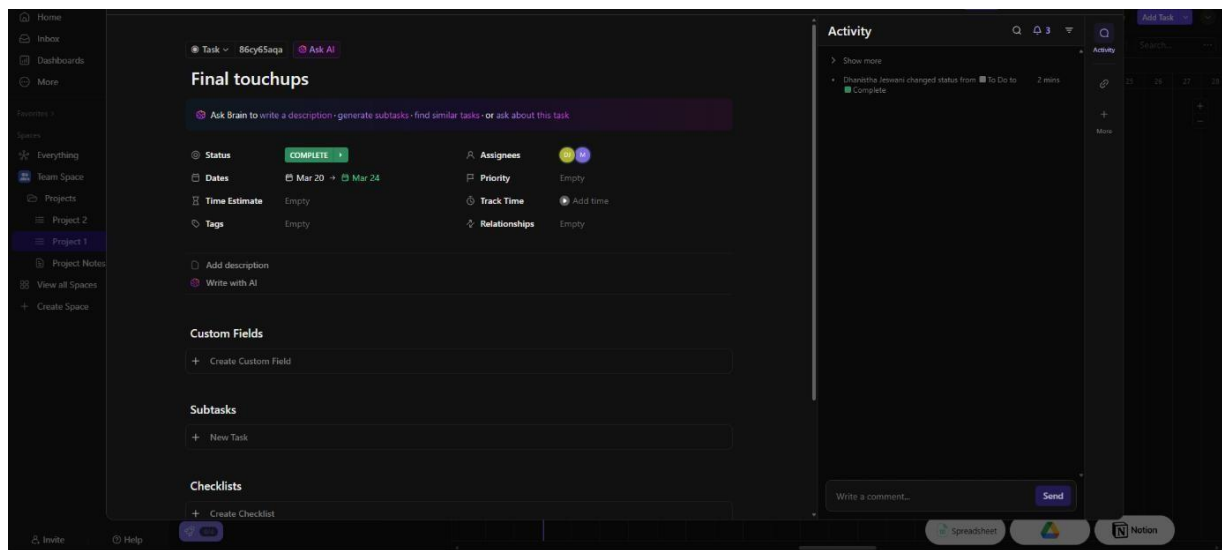 Home
Inbox
Dashboards
More
Favorites
Spaces
Everything
Team Space
Projects
Project 2
Project 1
Project Notes
View all Spaces
Create Space
Invite
Help
Task
86cy65aqa
Ask AI
Final touchups
Ask Brain to write a description · generate subtasks · find similar tasks · or ask about this task
Status COMPLETE
Assignees DJ M
Dates Mar 20 → Mar 24
Priority Empty
Time Estimate Empty
Track Time Add time
Tags Empty
Relationships Empty
Add description
Write with AI
Custom Fields
+ Create Custom Field
Subtasks
+ New Task
Checklists
+ Create Checklist
Activity
3
Show more
Dhanistha Jeswani changed status from To Do to 2 mins
Complete
Write a comment...
Send
Activity
More
Add Task
Search...
25 26 27 28
Spreadsheet
Notion